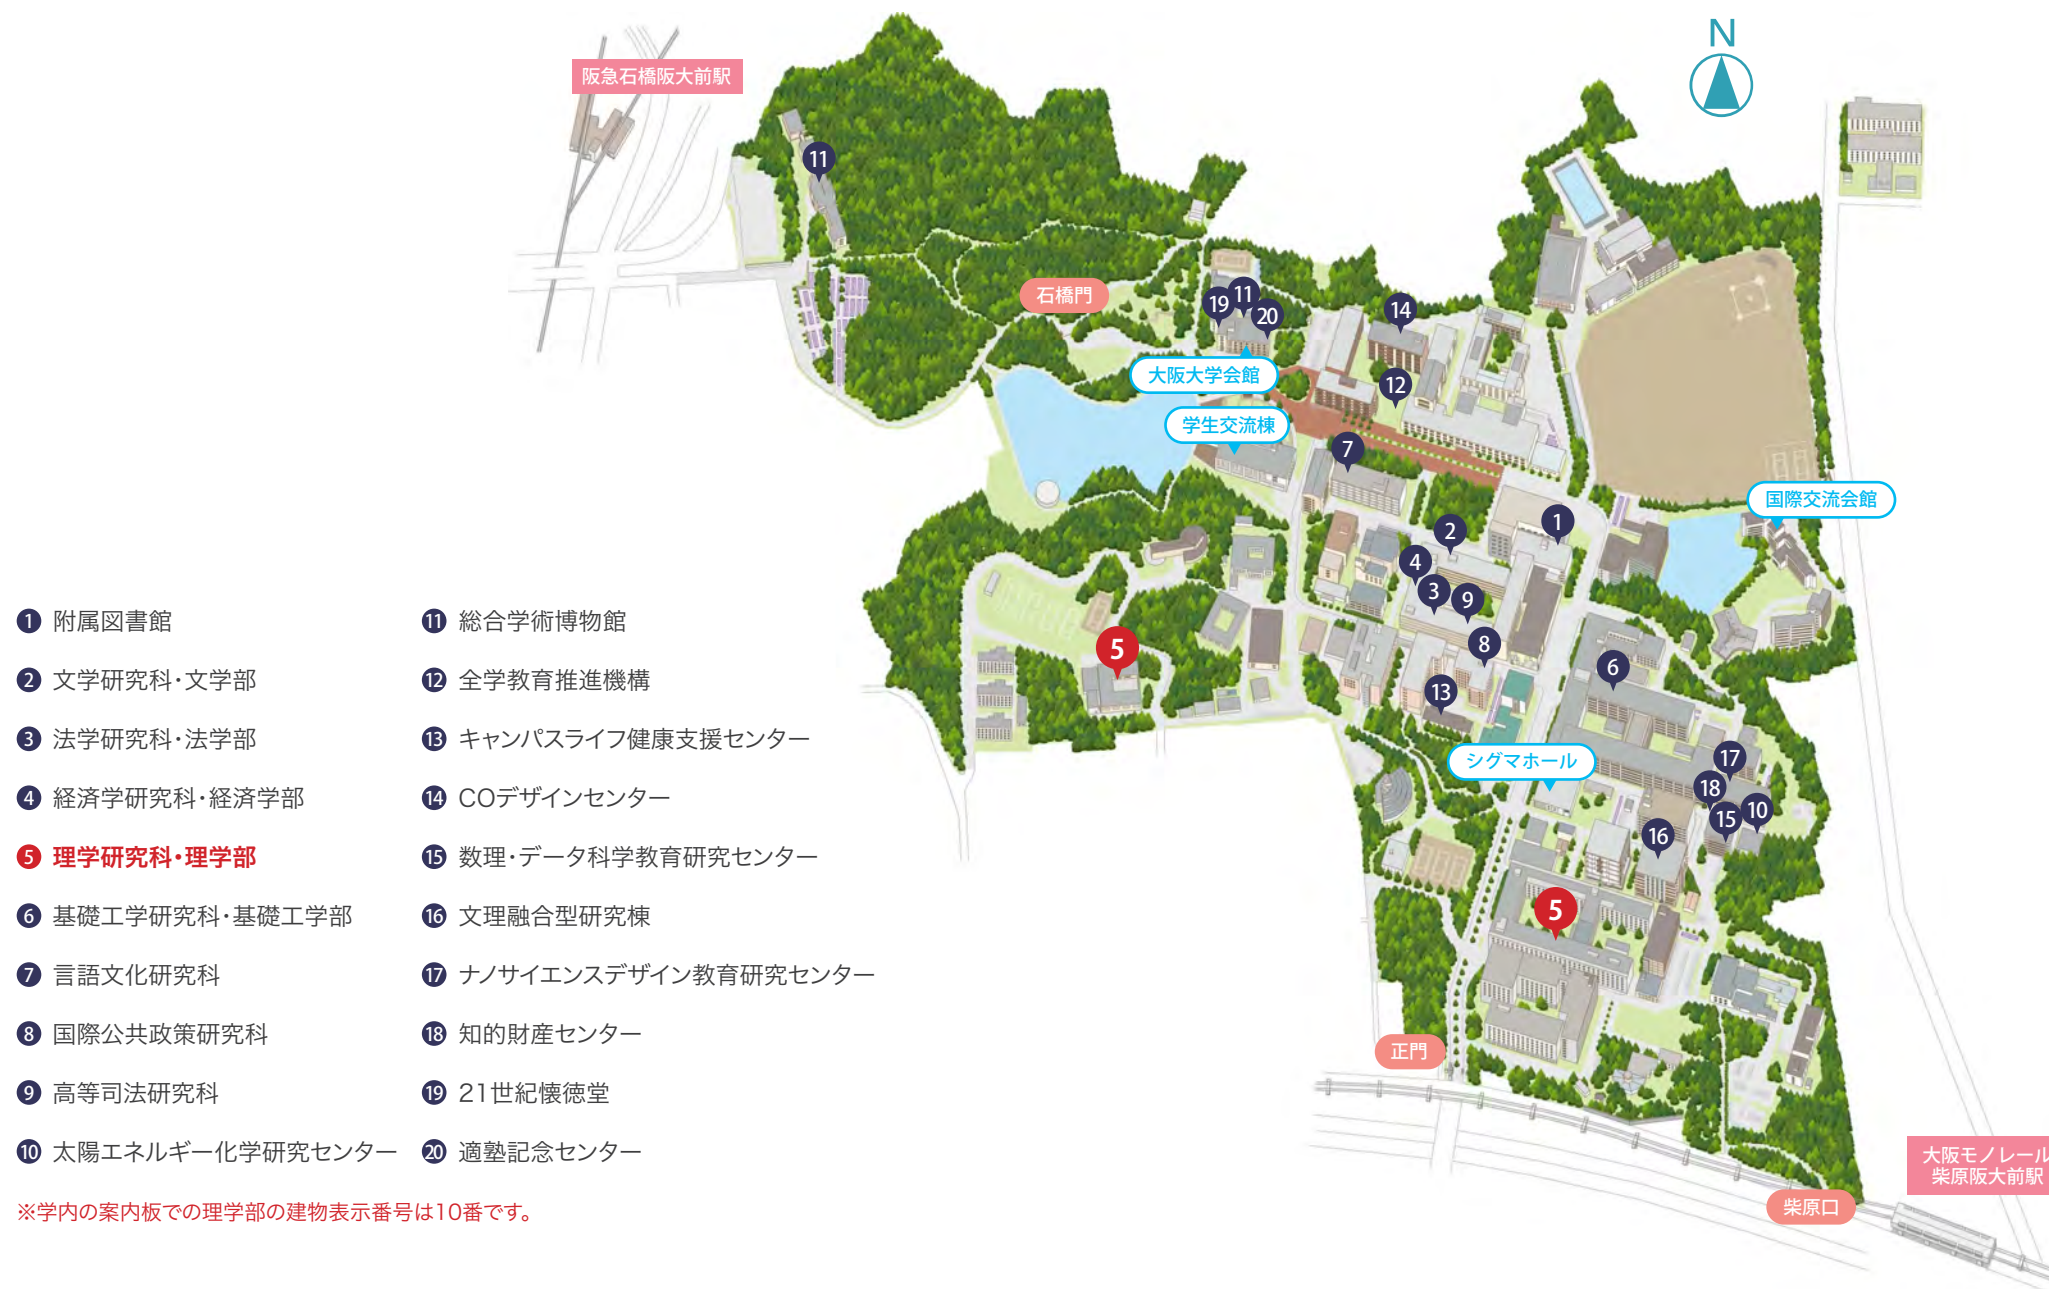 N
阪急石橋阪大前駅
11
石橋門
19
11
20
14
大阪大学会館
12
学生交流棟
7
国際交流会館
1
2
4
3
9
5
8
6
13
シグマホール
17
18
10
15
16
5
正門
大阪モノレール
柴原阪大前駅
柴原口
1 附属図書館
2 文学研究科・文学部
3 法学研究科・法学部
4 経済学研究科・経済学部
5 理学研究科・理学部
6 基礎工学研究科・基礎工学部
7 言語文化研究科
8 国際公共政策研究科
9 高等司法研究科
10 太陽エネルギー化学研究センター
11 総合学術博物館
12 全学教育推進機構
13 キャンパスライフ健康支援センター
14 COデザインセンター
15 数理・データ科学教育研究センター
16 文理融合型研究棟
17 ナノサイエンスデザイン教育研究センター
18 知的財産センター
19 21世紀懐徳堂
20 適塾記念センター
※学内の案内板での理学部の建物表示番号は10番です。